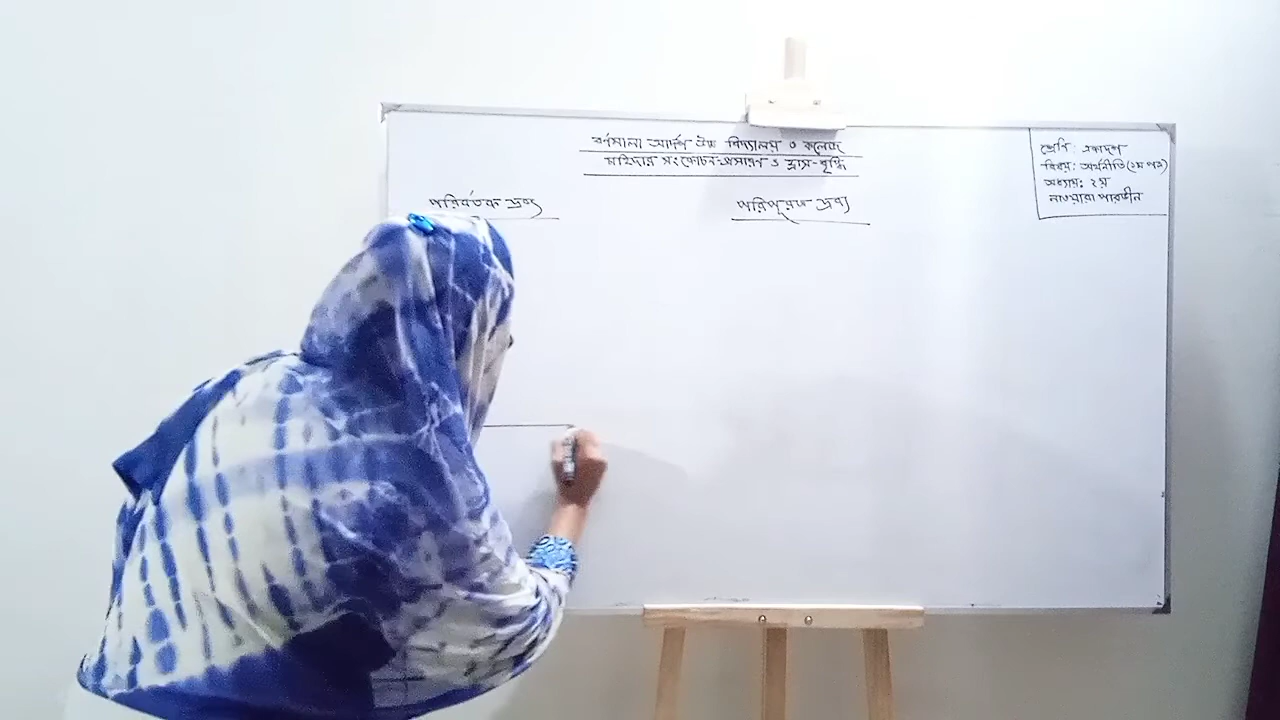 বর্ণমালা আদর্শ উচ্চ বিদ্যালয় ও কলেজ
চাহিদার সংকোচন-প্রসারণ ও হ্রাস-বৃদ্ধি
শ্রেণি: একাদশ
বিষয়: অর্থনীতি (১ম পত্র)
অধ্যায়: ২য়
পারভীন
পরিবর্তক দ্রব্য
পরিপূরক দ্রব্য